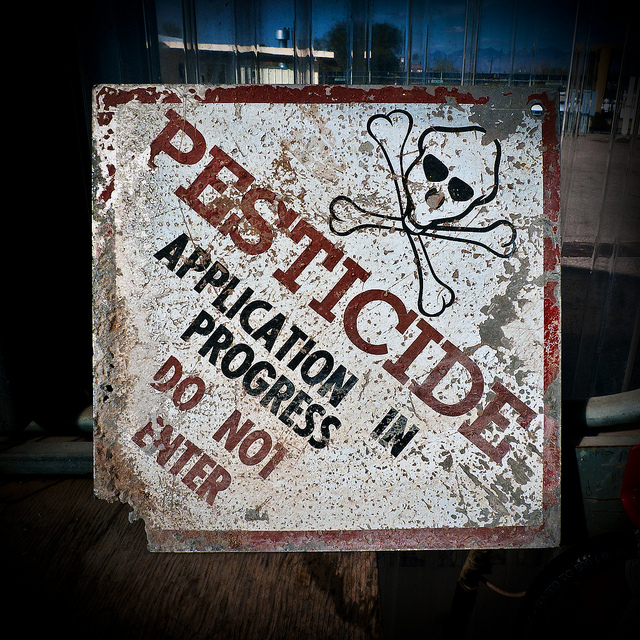 PESTICIDE
APPLICATION IN
PROGRESS
DO NOT
ENTER